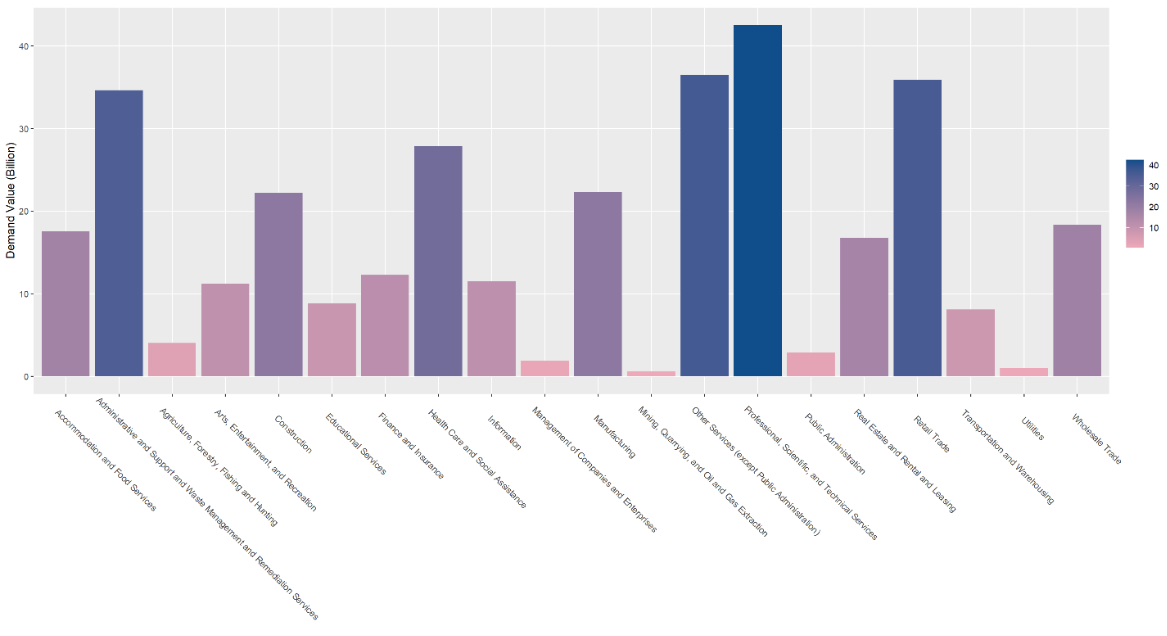 Demand Value (Billion)
40
30
20
10
0
Accommodation and Food Services
Administrative and Support and Waste Management and Remediation Services
Agriculture, Forestry, Fishing and Hunting
Arts, Entertainment, and Recreation
Construction
Educational Services
Finance and Insurance
Health Care and Social Assistance
Information
Management of Companies and Enterprises
Manufacturing
Mining, Quarrying, and Oil and Gas Extraction
Other Services (except Public Administration)
Professional, Scientific, and Technical Services
Public Administration
Real Estate and Rental and Leasing
Retail Trade
Transportation and Warehousing
Utilities
Wholesale Trade
40
30
20
10